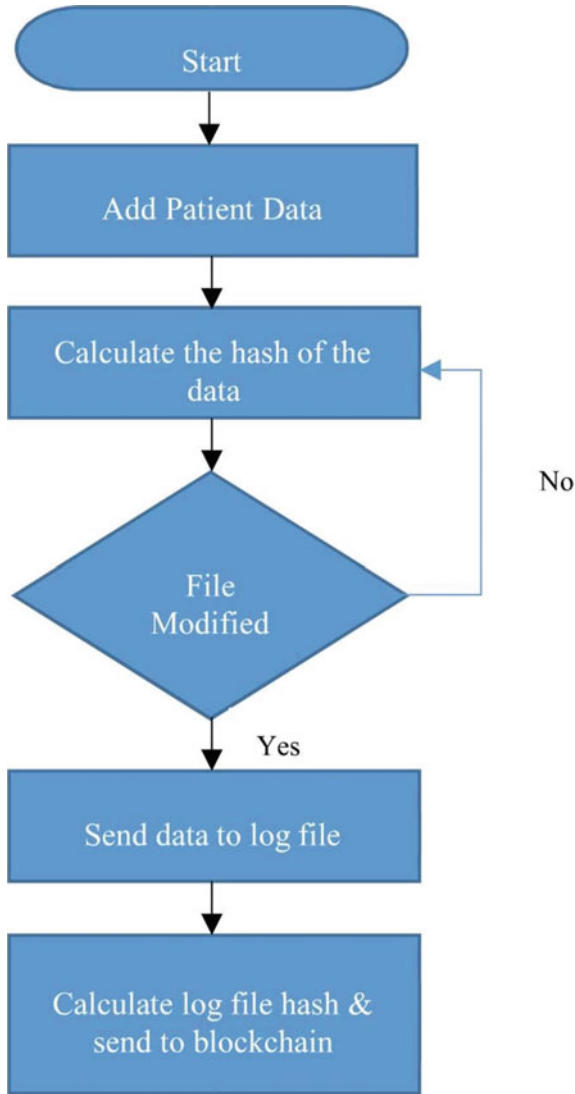 Start
Add Patient Data
Calculate the hash of the
data
No
File
Modified
Yes
Send data to log file
Calculate log file hash &
send to blockchain